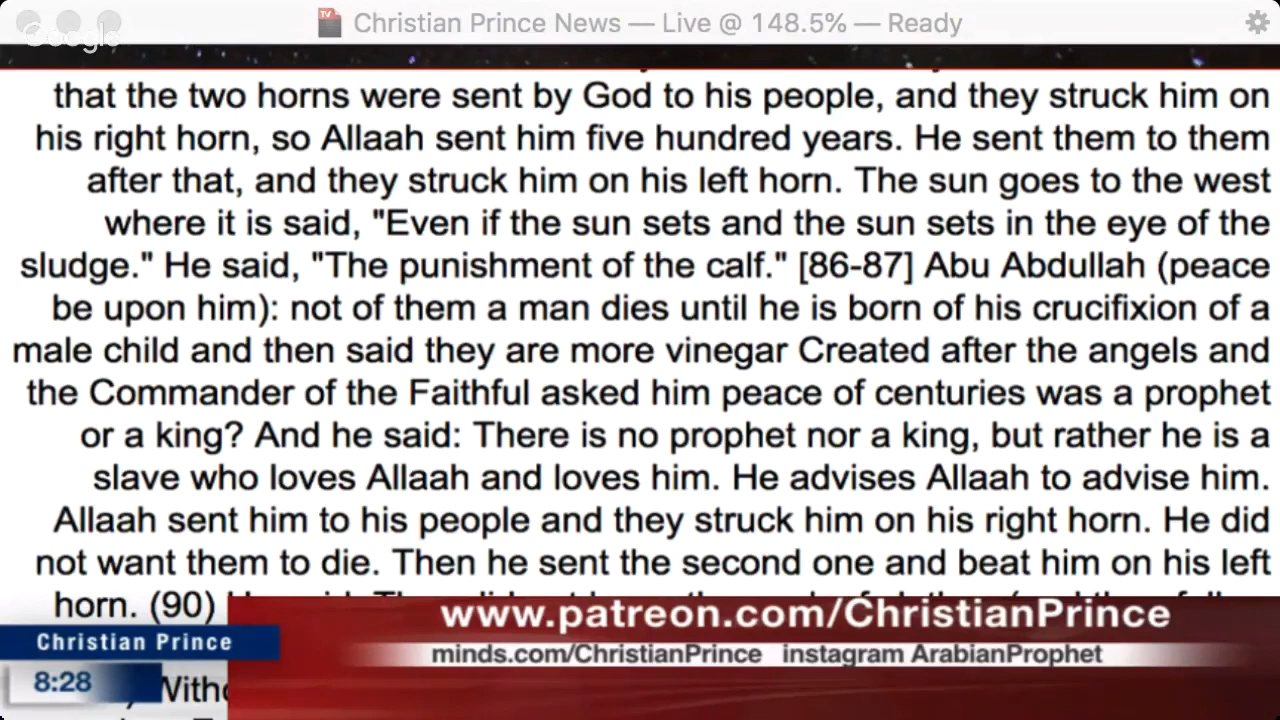 Christian Prince News — Live @ 148.5% — Ready
Google
that the two horns were sent by God to his people, and they struck him on
his right horn, so Allaah sent him five hundred years. He sent them to them
after that, and they struck him on his left horn. The sun goes to the west
where it is said, "Even if the sun sets and the sun sets in the eye of the
sludge." He said, "The punishment of the calf." [86-87] Abu Abdullah (peace
be upon him): not of them a man dies until he is born of his crucifixion of a
male child and then said they are more vinegar Created after the angels and
the Commander of the Faithful asked him peace of centuries was a prophet
or a king? And he said: There is no prophet nor a king, but rather he is a
slave who loves Allaah and loves him. He advises Allaah to advise him.
Allaah sent him to his people and they struck him on his right horn. He did
not want them to die. Then he sent the second one and beat him on his left
horn. (90)
www.patreon.com/ChristianPrince
Christian Prince
minds.com/ChristianPrince instagram ArabianProphet
8:28